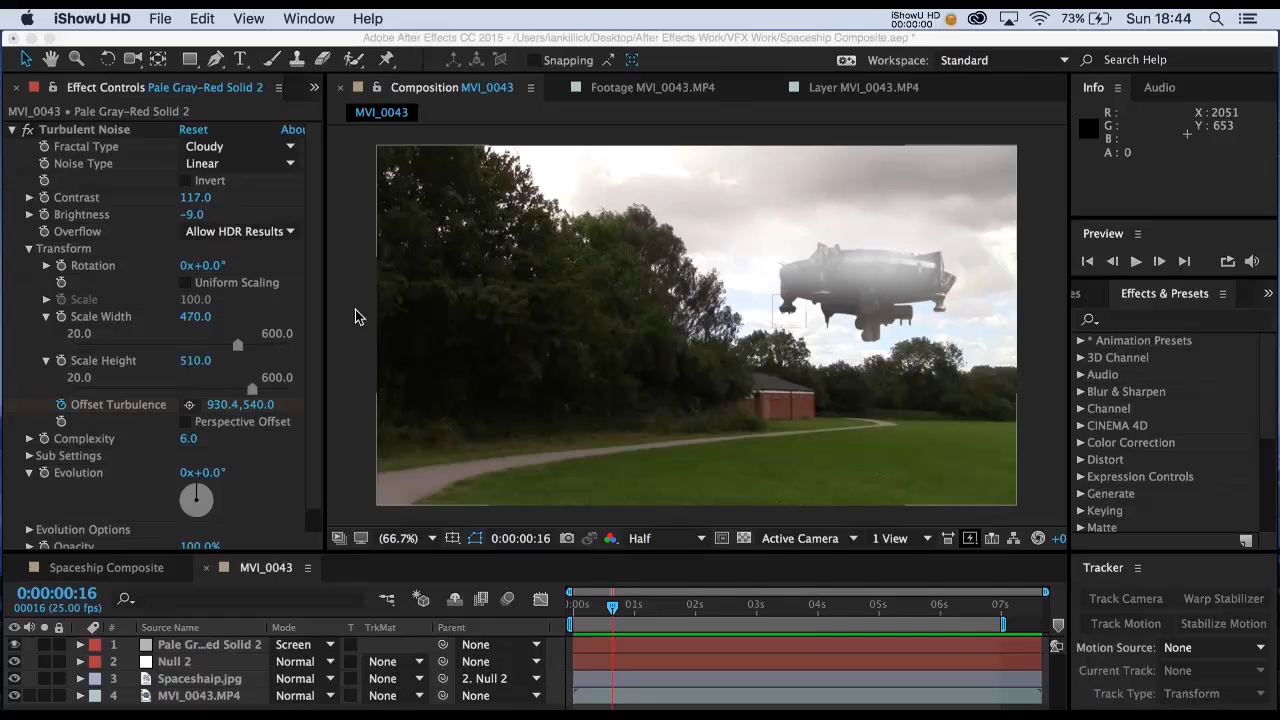 iShowU HD File Edit View Window Help iShowU HD 00:00:00 73% Sun 18:44
Adobe After Effects CC 2015 - /Users/iankillick/Desktop/After Effects Work/VFX Work/Spaceship Composite.aep *
Snapping Workspace: Standard Search Help
Effect Controls Pale Gray-Red Solid 2 Composition MVI_0043 Footage MVI_0043.MP4 Layer MVI_0043.MP4 Info Audio
MVI_0043 • Pale Gray-Red Solid 2
MVI_0043
R : X : 2051
G : Y : 653
B :
A : 0
fx Turbulent Noise Reset Abou
Fractal Type Cloudy
Noise Type Linear
Invert
Contrast 117.0
Brightness -9.0
Overflow Allow HDR Results
Transform
Rotation 0x+0.0°
Uniform Scaling
Scale 100.0
Scale Width 470.0
20.0 600.0
Scale Height 510.0
20.0 600.0
Offset Turbulence 930.4,540.0
Perspective Offset
Complexity 6.0
Sub Settings
Evolution 0x+0.0°
Evolution Options
Opacity 100.0%
Preview
es Effects & Presets
* Animation Presets
3D Channel
Audio
Blur & Sharpen
Channel
CINEMA 4D
Color Correction
Distort
Expression Controls
Generate
Keying
Matte
(66.7%) 0:00:00:16 Half Active Camera 1 View +0
Spaceship Composite MVI_0043
0:00:00:16
00016 (25.00 fps)
):00s 01s 02s 03s 04s 05s 06s 07s
# Source Name Mode T TrkMat Parent
1 Pale Gr...ed Solid 2 Screen None
2 Null 2 Normal None None
3 Spaceshaip.jpg Normal None 2. Null 2
4 MVI_0043.MP4 Normal None None
Tracker
Track Camera Warp Stabilizer
Track Motion Stabilize Motion
Motion Source: None
Current Track: None
Track Type: Transform